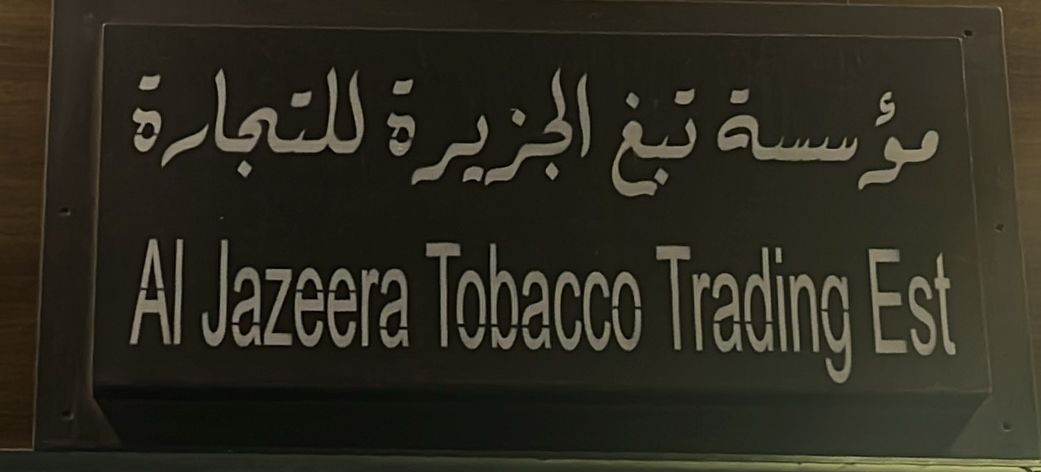 مؤسسة تبغ الجزيرة للتجارة
Al Jazeera Tobacco Trading Est